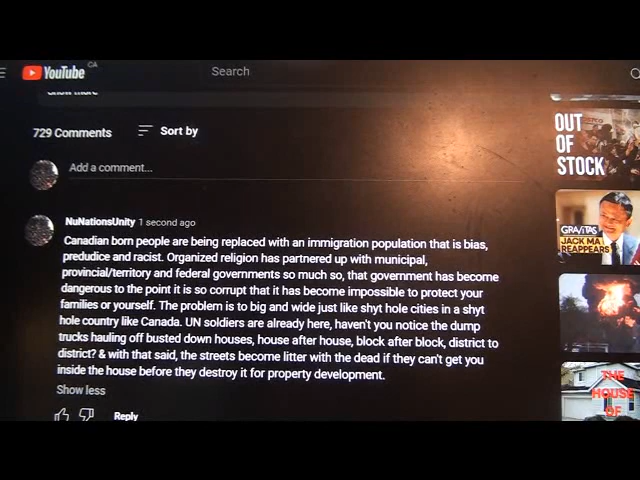 YouTube CA
Search
Show more
729 Comments
Sort by
Add a comment...
NuNationsUnity 1 second ago
Canadian born people are being replaced with an immigration population that is bias,
predudice and racist. Organized religion has partnered up with municipal,
provincial/territory and federal governments so much so, that government has become
dangerous to the point it is so corrupt that it has become impossible to protect your
families or yourself. The problem is to big and wide just like shyt hole cities in a shyt
hole country like Canada. UN soldiers are already here, haven't you notice the dump
trucks hauling off busted down houses, house after house, block after block, district to
district? & with that said, the streets become litter with the dead if they can't get you
inside the house before they destroy it for property development.
Show less
Reply
OUT
OF
STOCK
GRAVITAS
JACK MA
REAPPEARS
THE
HOUSE
OF